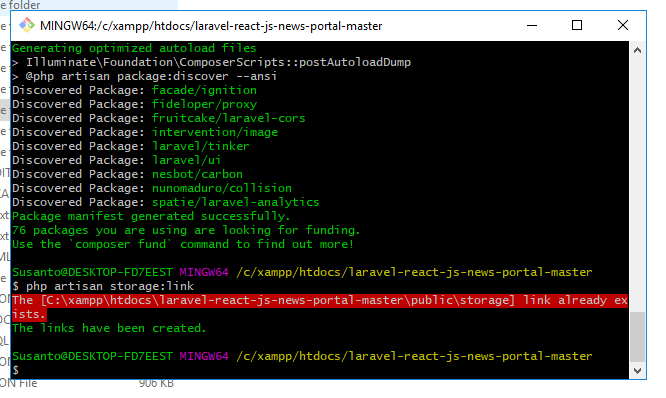 folder
MINGW64:/c/xampp/htdocs/laravel-react-js-news-portal-master
Generating optimized autoload files
> Illuminate\Foundation\ComposerScripts::postAutoloadDump
> @php artisan package:discover --ansi
Discovered Package: facade/ignition
Discovered Package: fideloper/proxy
Discovered Package: fruitcake/laravel-cors
Discovered Package: intervention/image
Discovered Package: laravel/tinker
Discovered Package: laravel/ui
Discovered Package: nesbot/carbon
Discovered Package: nunomaduro/collision
Discovered Package: spatie/laravel-analytics
Package manifest generated successfully.
76 packages you are using are looking for funding.
Use the `composer fund` command to find out more!
Susanto@DESKTOP-FD7EEST MINGW64 /c/xampp/htdocs/laravel-react-js-news-portal-master
$ php artisan storage:link
The [C:\xampp\htdocs\laravel-react-js-news-portal-master\public\storage] link already ex
ists.
The links have been created.
Susanto@DESKTOP-FD7EEST MINGW64 /c/xampp/htdocs/laravel-react-js-news-portal-master
$
ON File 906 KB